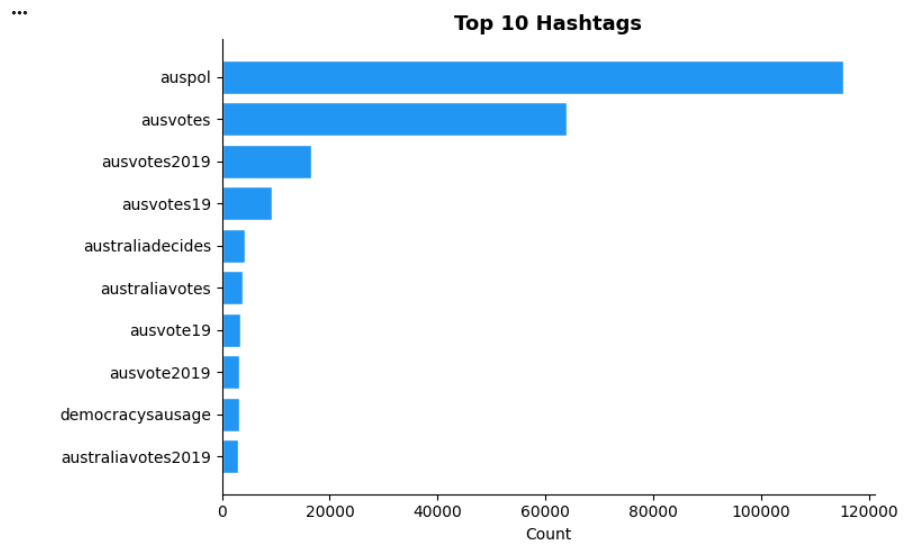 ...
Top 10 Hashtags
auspol
ausvotes
ausvotes2019
ausvotes19
australiadecides
australiavotes
ausvote19
ausvote2019
democracysausage
australiavotes2019
0 20000 40000 60000 80000 100000 120000
Count